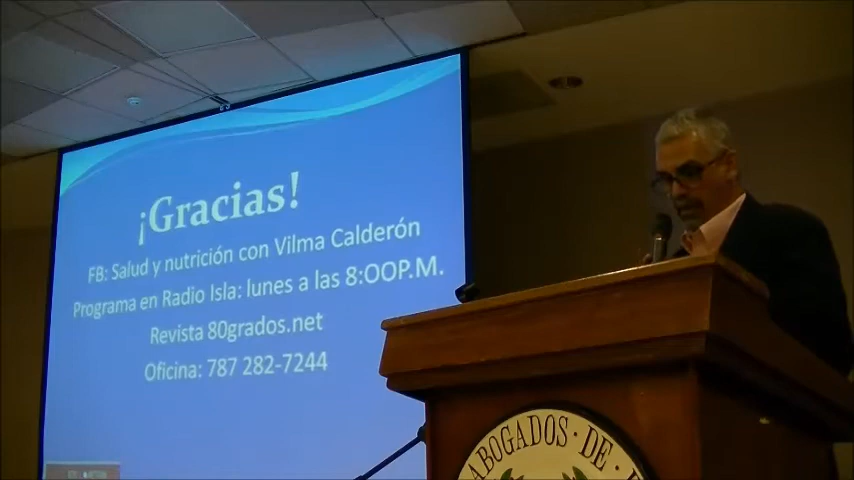 ¡Gracias!
FB: Salud y nutrición con Vilma Calderón
Programa en Radio Isla: lunes a las 8:00P.M.
Revista 80grados.net
Oficina: 787 282-7244
ABOGADOS · DE